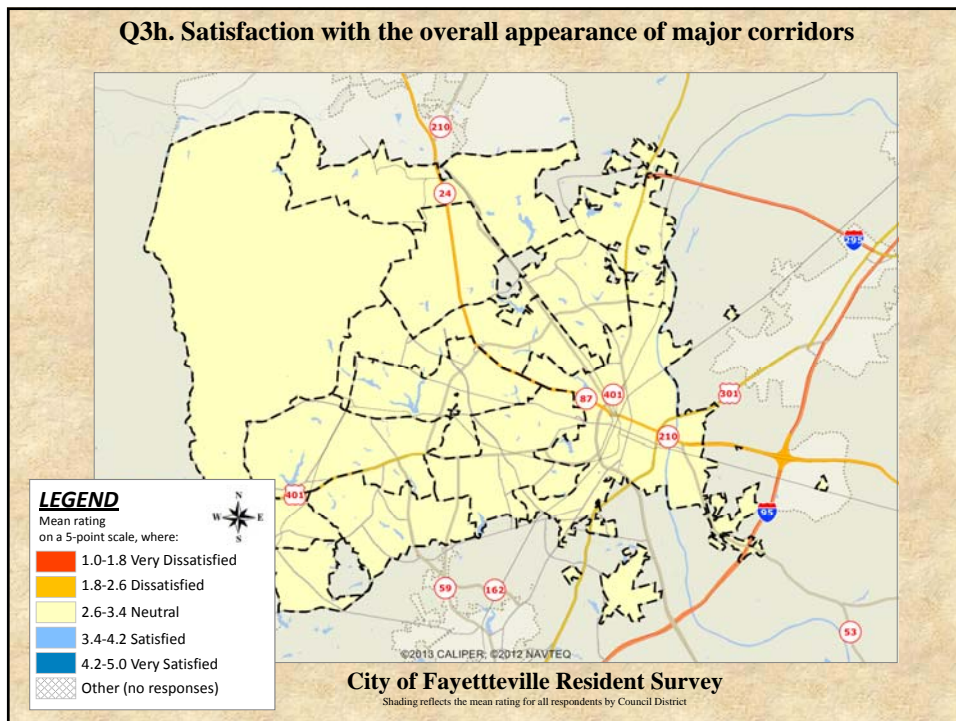 Q3h. Satisfaction with the overall appearance of major corridors
210
24
295
87
401
301
210
401
95
59
162
53
LEGEND
Mean rating
on a 5-point scale, where:
1.0-1.8 Very Dissatisfied
1.8-2.6 Dissatisfied
2.6-3.4 Neutral
3.4-4.2 Satisfied
4.2-5.0 Very Satisfied
Other (no responses)
N
W E
S
©2013 CALIPER; ©2012 NAVTEQ
City of Fayettteville Resident Survey
Shading reflects the mean rating for all respondents by Council District